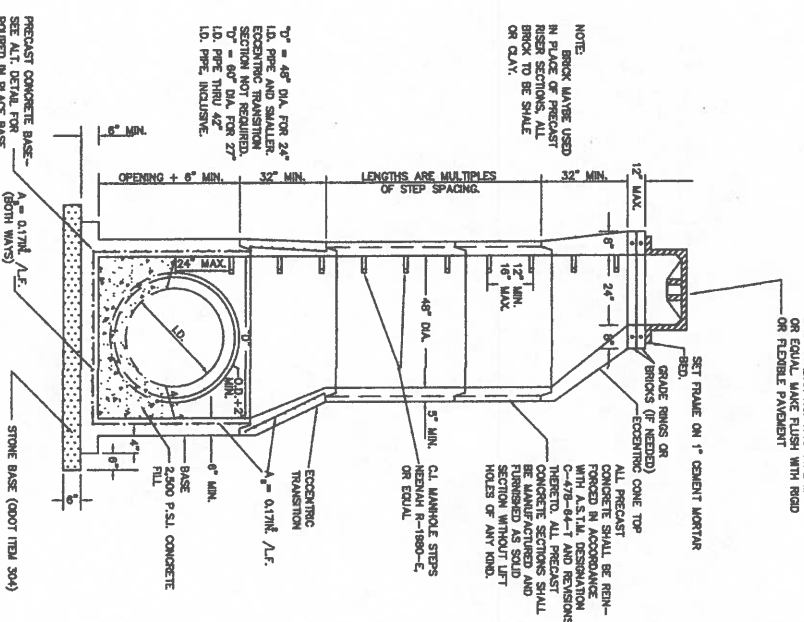 OR EQUAL MAKE FLUSH WITH RIGID
OR FLEXIBLE PAVEMENT
SET FRAME ON 1" CEMENT MORTAR
BED.
GRADE RINGS OR
BRICKS (IF NEEDED)
ECCENTRIC CONE TOP
ALL PRECAST
CONCRETE SHALL BE REIN-
FORCED IN ACCORDANCE
WITH A.S.T.M. DESIGNATION
C-478-64-T AND REVISIONS
THERETO. ALL PRECAST
CONCRETE SECTIONS SHALL
BE MANUFACTURED AND
FURNISHED AS SOLID
SECTION WITHOUT LIFT
HOLES OF ANY KIND.
C.I. MANHOLE STEPS
NEENAH R-1980-E,
OR EQUAL
ECCENTRIC
TRANSITION
As= 0.17IN² /L.F.
6" MIN.
BASE
2,500 P.S.I. CONCRETE
FILL
STONE BASE (ODOT ITEM 304)
NOTE:
BRICK MAYBE USED
IN PLACE OF PRECAST
RISER SECTIONS, ALL
BRICK TO BE SHALE
OR CLAY.
"D" = 48" DIA. FOR 24"
I.D. PIPE AND SMALLER.
ECCENTRIC TRANSITION
SECTION NOT REQUIRED.
"D" = 60" DIA. FOR 27"
I.D. PIPE THRU 42"
I.D. PIPE, INCLUSIVE.
PRECAST CONCRETE BASE-
SEE ALT. DETAIL FOR
POURED IN PLACE BASE
As= 0.17IN² /L.F.
(BOTH WAYS)
12" MAX.
32" MIN.
LENGTHS ARE MULTIPLES
OF STEP SPACING.
32" MIN.
OPENING + 6" MIN.
6" MIN.
6"
24"
6"
12" MIN.
16" MAX.
48" DIA.
5" MIN.
24" MAX.
"D"
I.D.
O.D.+2"
MIN.
4"
6"
6"